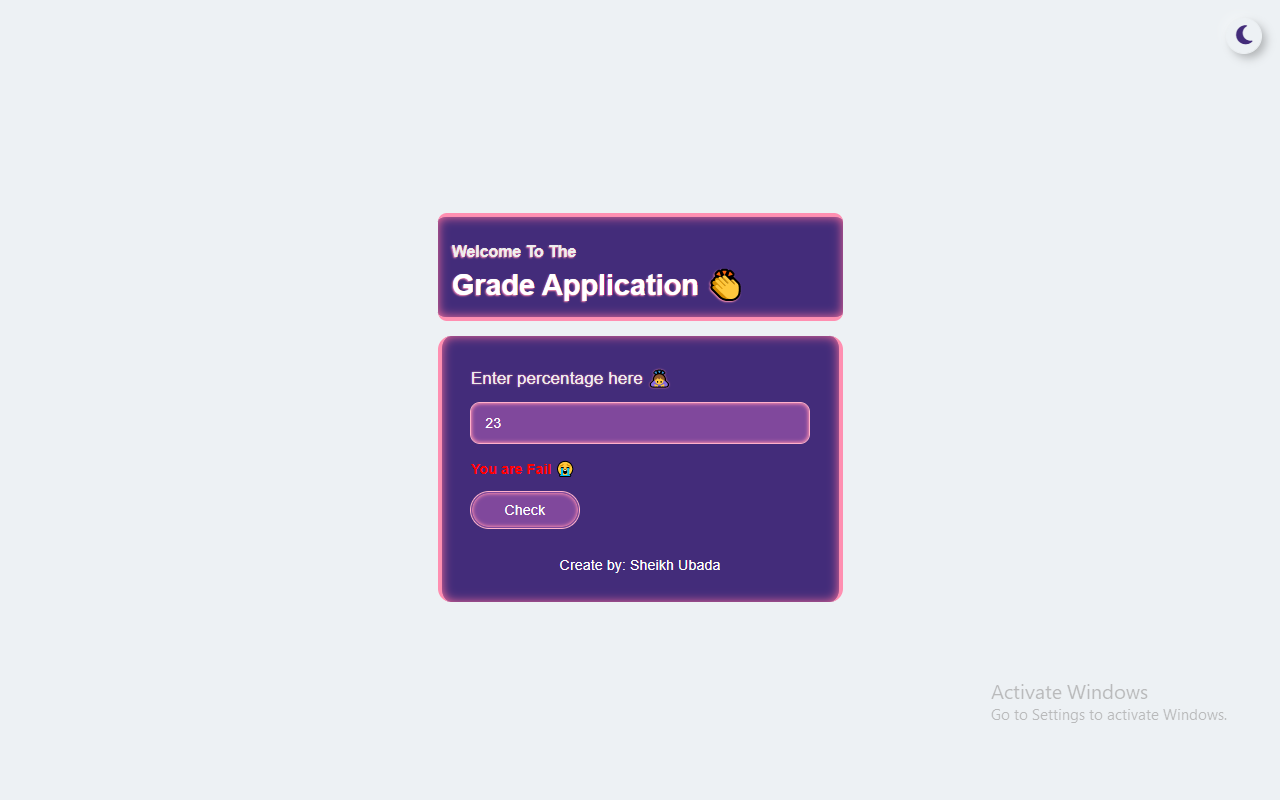 Welcome To The
Grade Application 👏
Enter percentage here 🙇
23
You are Fail 😭
Check
Create by: Sheikh Ubada
Activate Windows
Go to Settings to activate Windows.